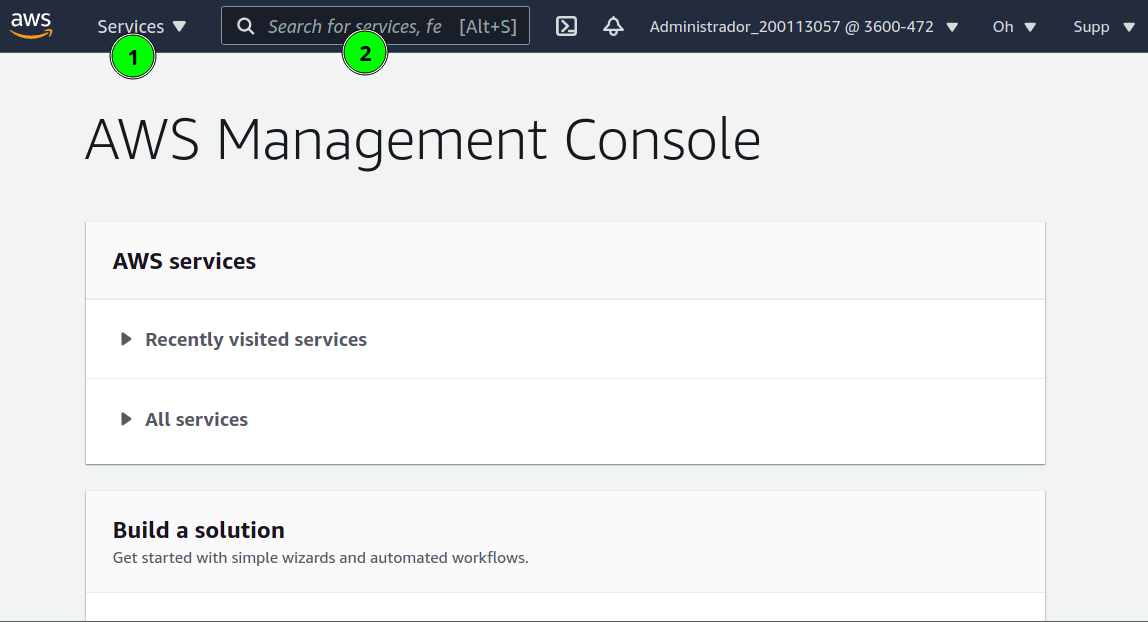 aws Services Search for services, fe [Alt+S] Administrador_200113057 @ 3600-472 Oh Supp
1 2
AWS Management Console
AWS services
Recently visited services
All services
Build a solution
Get started with simple wizards and automated workflows.